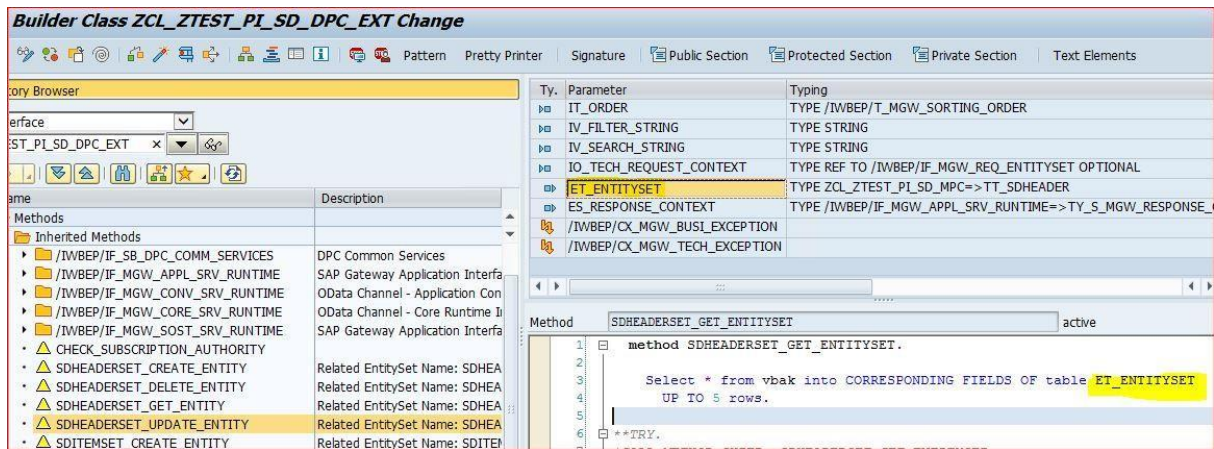 Builder Class ZCL_ZTEST_PI_SD_DPC_EXT Change
Pattern Pretty Printer Signature Public Section Protected Section Private Section Text Elements
tory Browser
erface
EST_PI_SD_DPC_EXT
ame Description
Methods
Inherited Methods
/IWBEP/IF_SB_DPC_COMM_SERVICES DPC Common Services
/IWBEP/IF_MGW_APPL_SRV_RUNTIME SAP Gateway Application Interfa
/IWBEP/IF_MGW_CONV_SRV_RUNTIME OData Channel - Application Con
/IWBEP/IF_MGW_CORE_SRV_RUNTIME OData Channel - Core Runtime I
/IWBEP/IF_MGW_SOST_SRV_RUNTIME SAP Gateway Application Interfa
CHECK_SUBSCRIPTION_AUTHORITY
SDHEADERSET_CREATE_ENTITY Related EntitySet Name: SDHEA
SDHEADERSET_DELETE_ENTITY Related EntitySet Name: SDHEA
SDHEADERSET_GET_ENTITY Related EntitySet Name: SDHEA
SDHEADERSET_UPDATE_ENTITY Related EntitySet Name: SDHEA
SDITEMSET_CREATE_ENTITY Related EntitySet Name: SDITEM
Ty. Parameter Typing
IT_ORDER TYPE /IWBEP/T_MGW_SORTING_ORDER
IV_FILTER_STRING TYPE STRING
IV_SEARCH_STRING TYPE STRING
IO_TECH_REQUEST_CONTEXT TYPE REF TO /IWBEP/IF_MGW_REQ_ENTITYSET OPTIONAL
ET_ENTITYSET TYPE ZCL_ZTEST_PI_SD_MPC=>TT_SDHEADER
ES_RESPONSE_CONTEXT TYPE /IWBEP/IF_MGW_APPL_SRV_RUNTIME=>TY_S_MGW_RESPONSE_
/IWBEP/CX_MGW_BUSI_EXCEPTION
/IWBEP/CX_MGW_TECH_EXCEPTION
Method SDHEADERSET_GET_ENTITYSET active
1 method SDHEADERSET_GET_ENTITYSET.
2
3 Select * from vbak into CORRESPONDING FIELDS OF table ET_ENTITYSET
4 UP TO 5 rows.
5
6 **TRY.